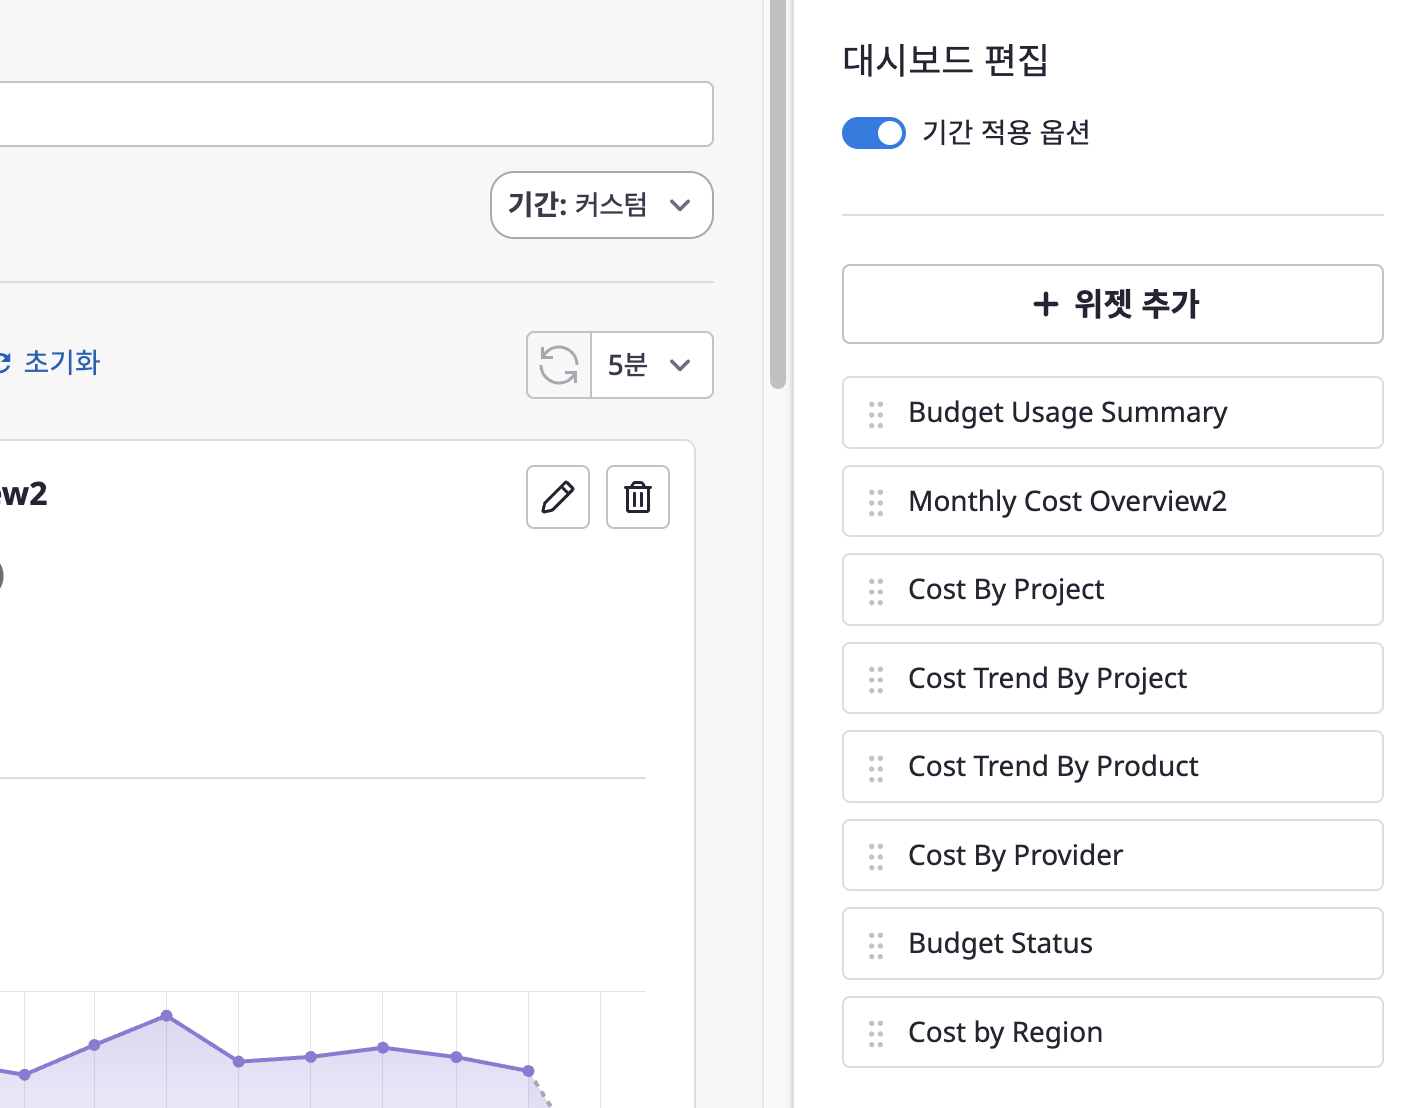 기간: 커스텀
초기화
5분
ew2
대시보드 편집
기간 적용 옵션
+ 위젯 추가
Budget Usage Summary
Monthly Cost Overview2
Cost By Project
Cost Trend By Project
Cost Trend By Product
Cost By Provider
Budget Status
Cost by Region